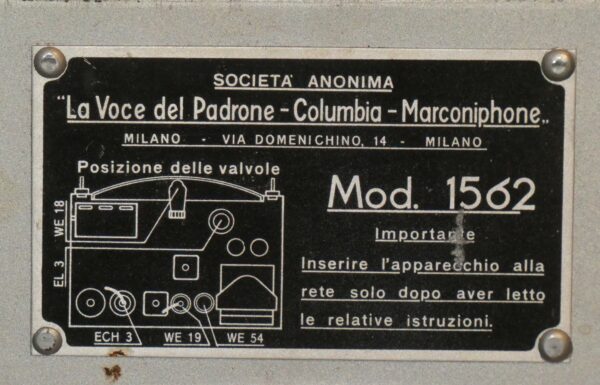 SOCIETA' ANONIMA
"La Voce del Padrone - Columbia - Marconiphone„
MILANO - VIA DOMENICHINO, 14 - MILANO
Posizione delle valvole
WE 18
EL 3
ECH 3 WE 19 WE 54
Mod. 1562
Importante
Inserire l'apparecchio alla
rete solo dopo aver letto
le relative istruzioni.